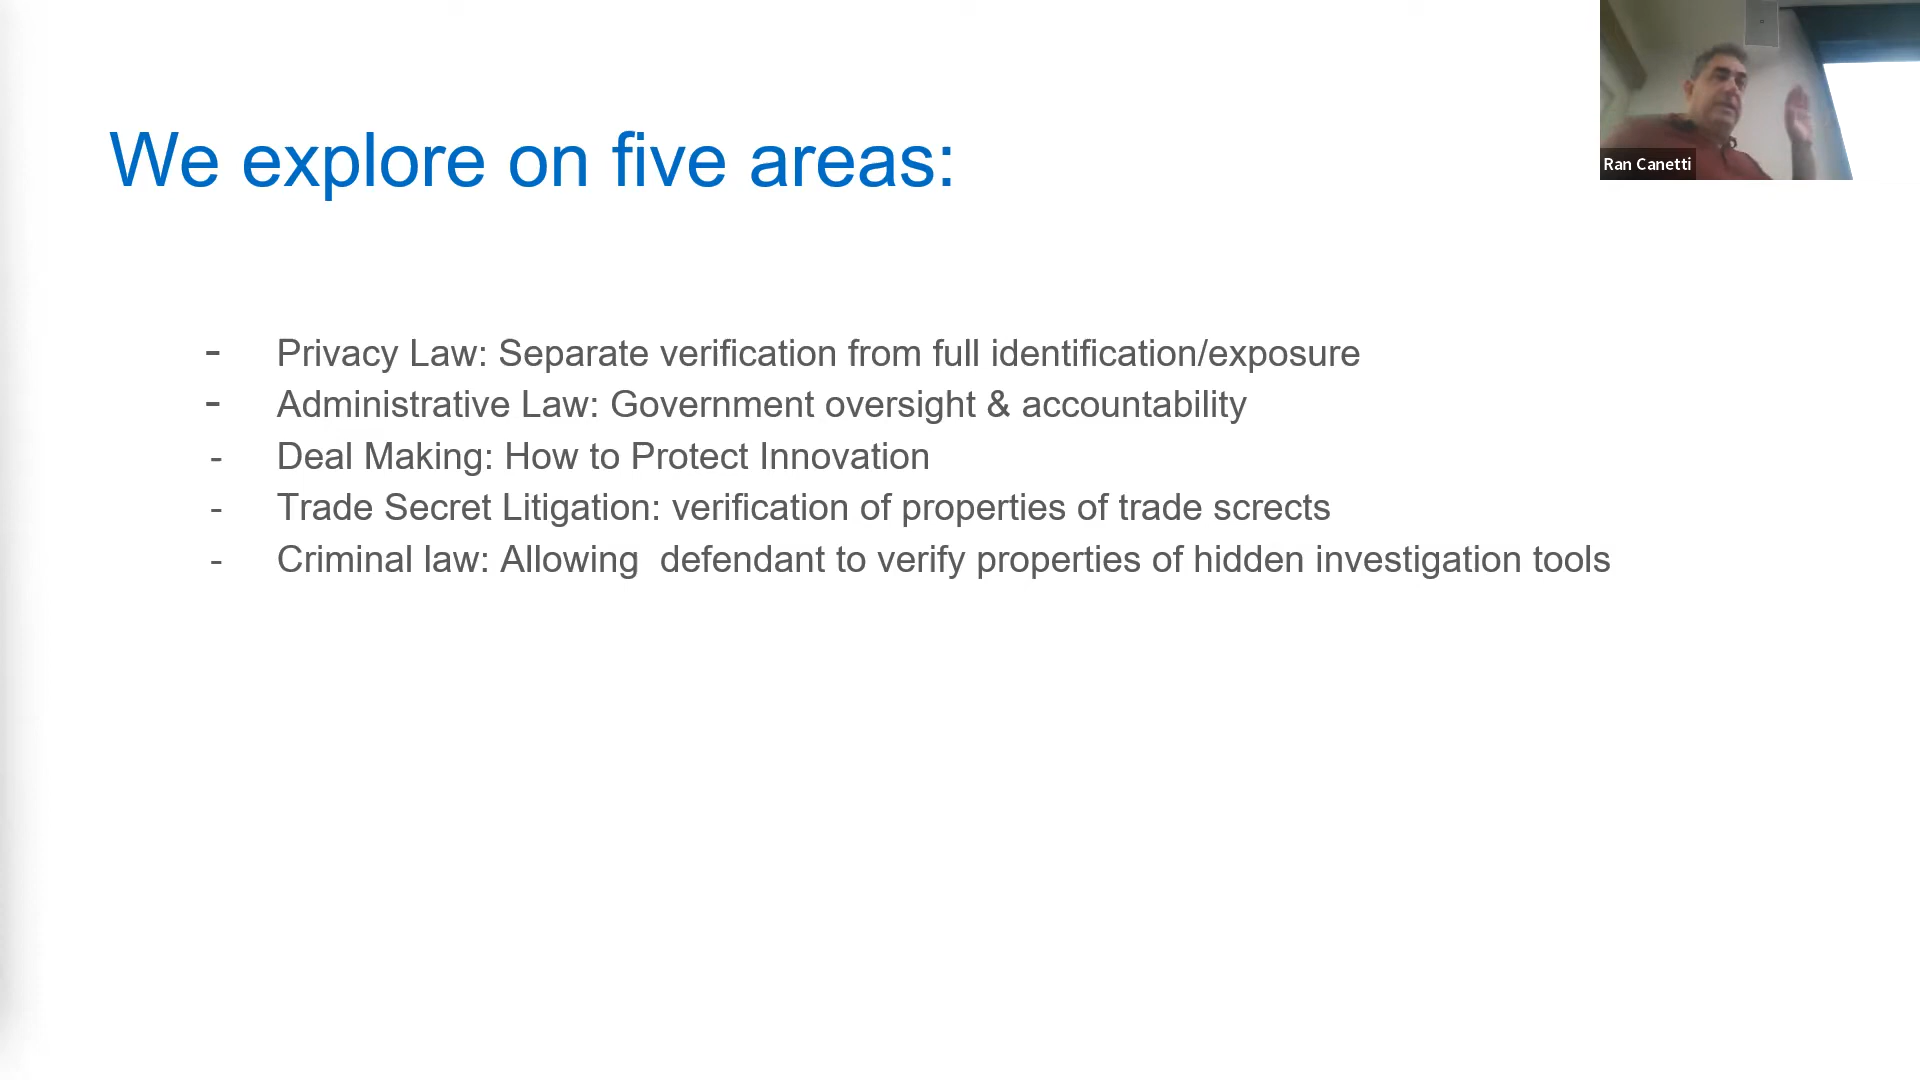 We explore on five areas:
Ran Canetti
- Privacy Law: Separate verification from full identification/exposure
- Administrative Law: Government oversight & accountability
- Deal Making: How to Protect Innovation
- Trade Secret Litigation: verification of properties of trade scrects
- Criminal law: Allowing  defendant to verify properties of hidden investigation tools